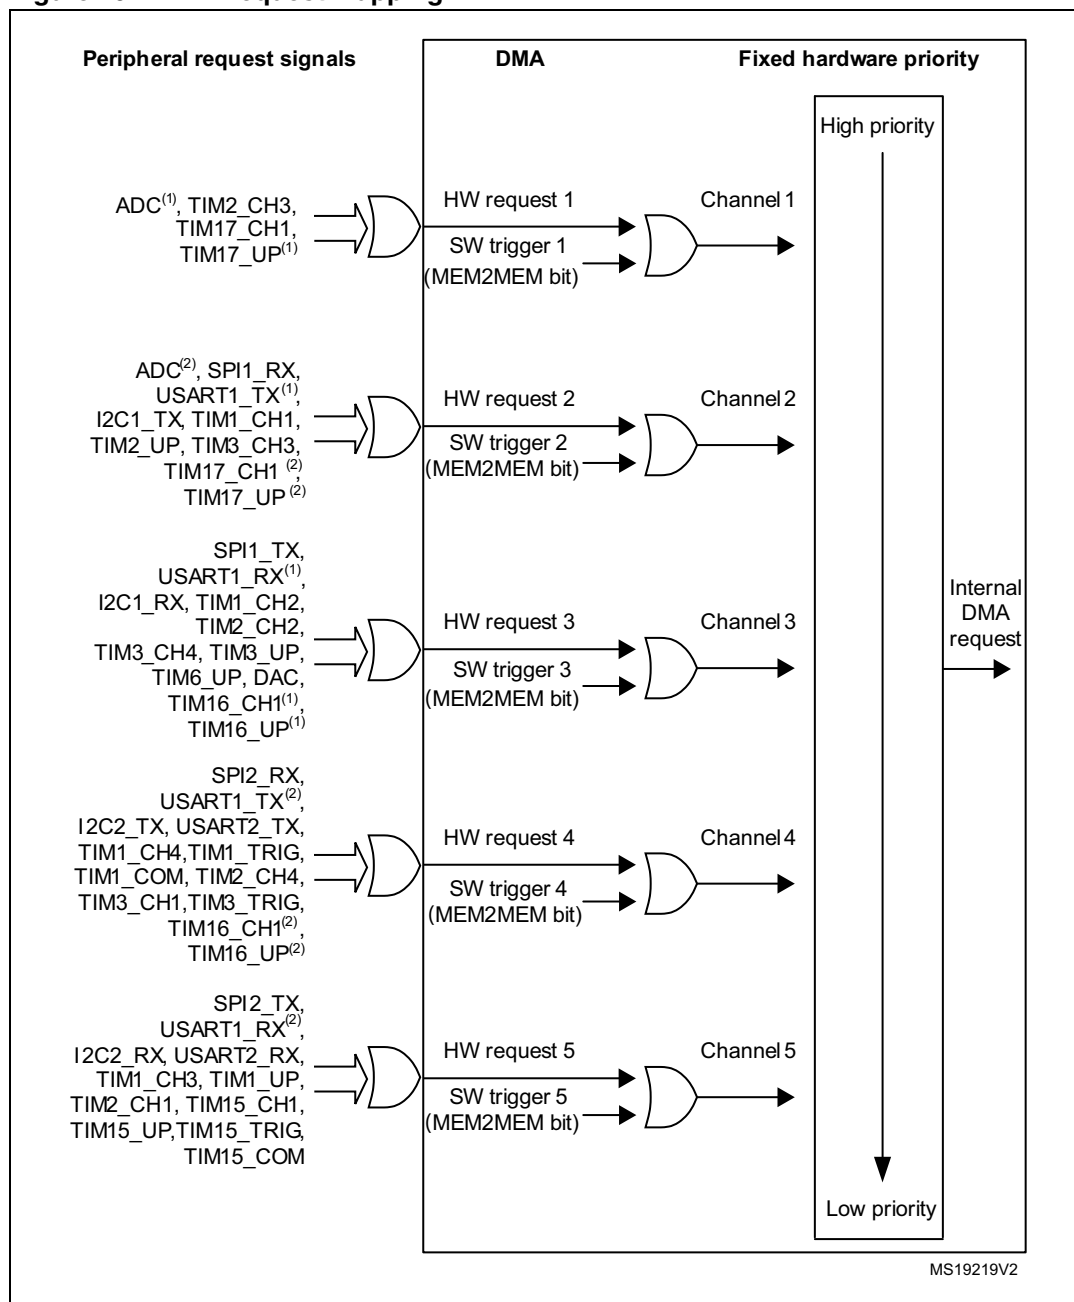 Peripheral request signals
DMA
Fixed hardware priority
High priority
ADC(1), TIM2_CH3,
TIM17_CH1,
TIM17_UP(1)
HW request 1
SW trigger 1
(MEM2MEM bit)
Channel 1
ADC(2), SPI1_RX,
USART1_TX(1),
I2C1_TX, TIM1_CH1,
TIM2_UP, TIM3_CH3,
TIM17_CH1 (2),
TIM17_UP (2)
HW request 2
SW trigger 2
(MEM2MEM bit)
Channel 2
SPI1_TX,
USART1_RX(1),
I2C1_RX, TIM1_CH2,
TIM2_CH2,
TIM3_CH4, TIM3_UP,
TIM6_UP, DAC,
TIM16_CH1(1),
TIM16_UP(1)
HW request 3
SW trigger 3
(MEM2MEM bit)
Channel 3
Internal
DMA
request
SPI2_RX,
USART1_TX(2),
I2C2_TX, USART2_TX,
TIM1_CH4,TIM1_TRIG,
TIM1_COM, TIM2_CH4,
TIM3_CH1,TIM3_TRIG,
TIM16_CH1(2),
TIM16_UP(2)
HW request 4
SW trigger 4
(MEM2MEM bit)
Channel 4
SPI2_TX,
USART1_RX(2),
I2C2_RX, USART2_RX,
TIM1_CH3, TIM1_UP,
TIM2_CH1, TIM15_CH1,
TIM15_UP,TIM15_TRIG,
TIM15_COM
HW request 5
SW trigger 5
(MEM2MEM bit)
Channel 5
Low priority
MS19219V2